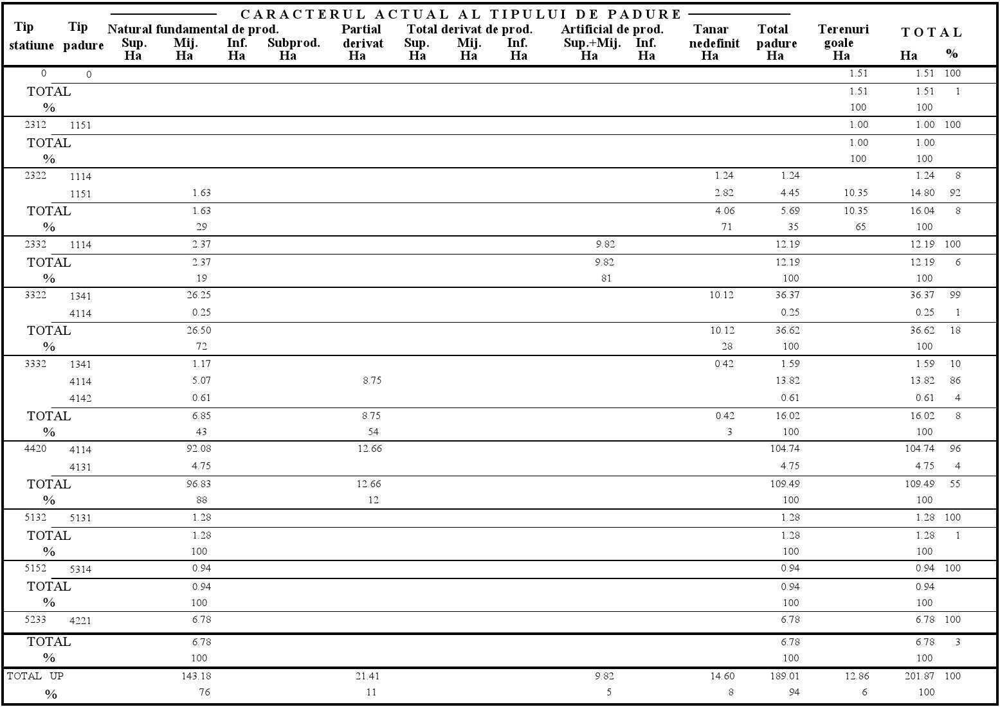 CARACTERUL ACTUAL AL TIPULUI DE PADURE
Tip Tip Natural fundamental de prod. Partial Total derivat de prod. Artificial de prod. Tanar Total Terenuri TOTAL
statiune padure Sup. Mij. Inf. Subprod. derivat Sup. Mij. Inf. Sup.+Mij. Inf. nedefinit padure goale
Ha Ha Ha Ha Ha Ha Ha Ha Ha Ha Ha Ha Ha Ha %
0 0 1.51 1.51 100
TOTAL 1.51 1.51 1
% 100 100
2312 1151 1.00 1.00 100
TOTAL 1.00 1.00
% 100 100
2322 1114 1.24 1.24 1.24 8
1151 1.63 2.82 4.45 10.35 14.80 92
TOTAL 1.63 4.06 5.69 10.35 16.04 8
% 29 71 35 65 100
2332 1114 2.37 9.82 12.19 12.19 100
TOTAL 2.37 9.82 12.19 12.19 6
% 19 81 100 100
3322 1341 26.25 10.12 36.37 36.37 99
4114 0.25 0.25 0.25 1
TOTAL 26.50 10.12 36.62 36.62 18
% 72 28 100 100
3332 1341 1.17 0.42 1.59 1.59 10
4114 5.07 8.75 13.82 13.82 86
4142 0.61 0.61 0.61 4
TOTAL 6.85 8.75 0.42 16.02 16.02 8
% 43 54 3 100 100
4420 4114 92.08 12.66 104.74 104.74 96
4131 4.75 4.75 4.75 4
TOTAL 96.83 12.66 109.49 109.49 55
% 88 12 100 100
5132 5131 1.28 1.28 1.28 100
TOTAL 1.28 1.28 1.28 1
% 100 100 100
5152 5314 0.94 0.94 0.94 100
TOTAL 0.94 0.94 0.94
% 100 100 100
5233 4221 6.78 6.78 6.78 100
TOTAL 6.78 6.78 6.78 3
% 100 100 100
TOTAL UP 143.18 21.41 9.82 14.60 189.01 12.86 201.87 100
% 76 11 5 8 94 6 100